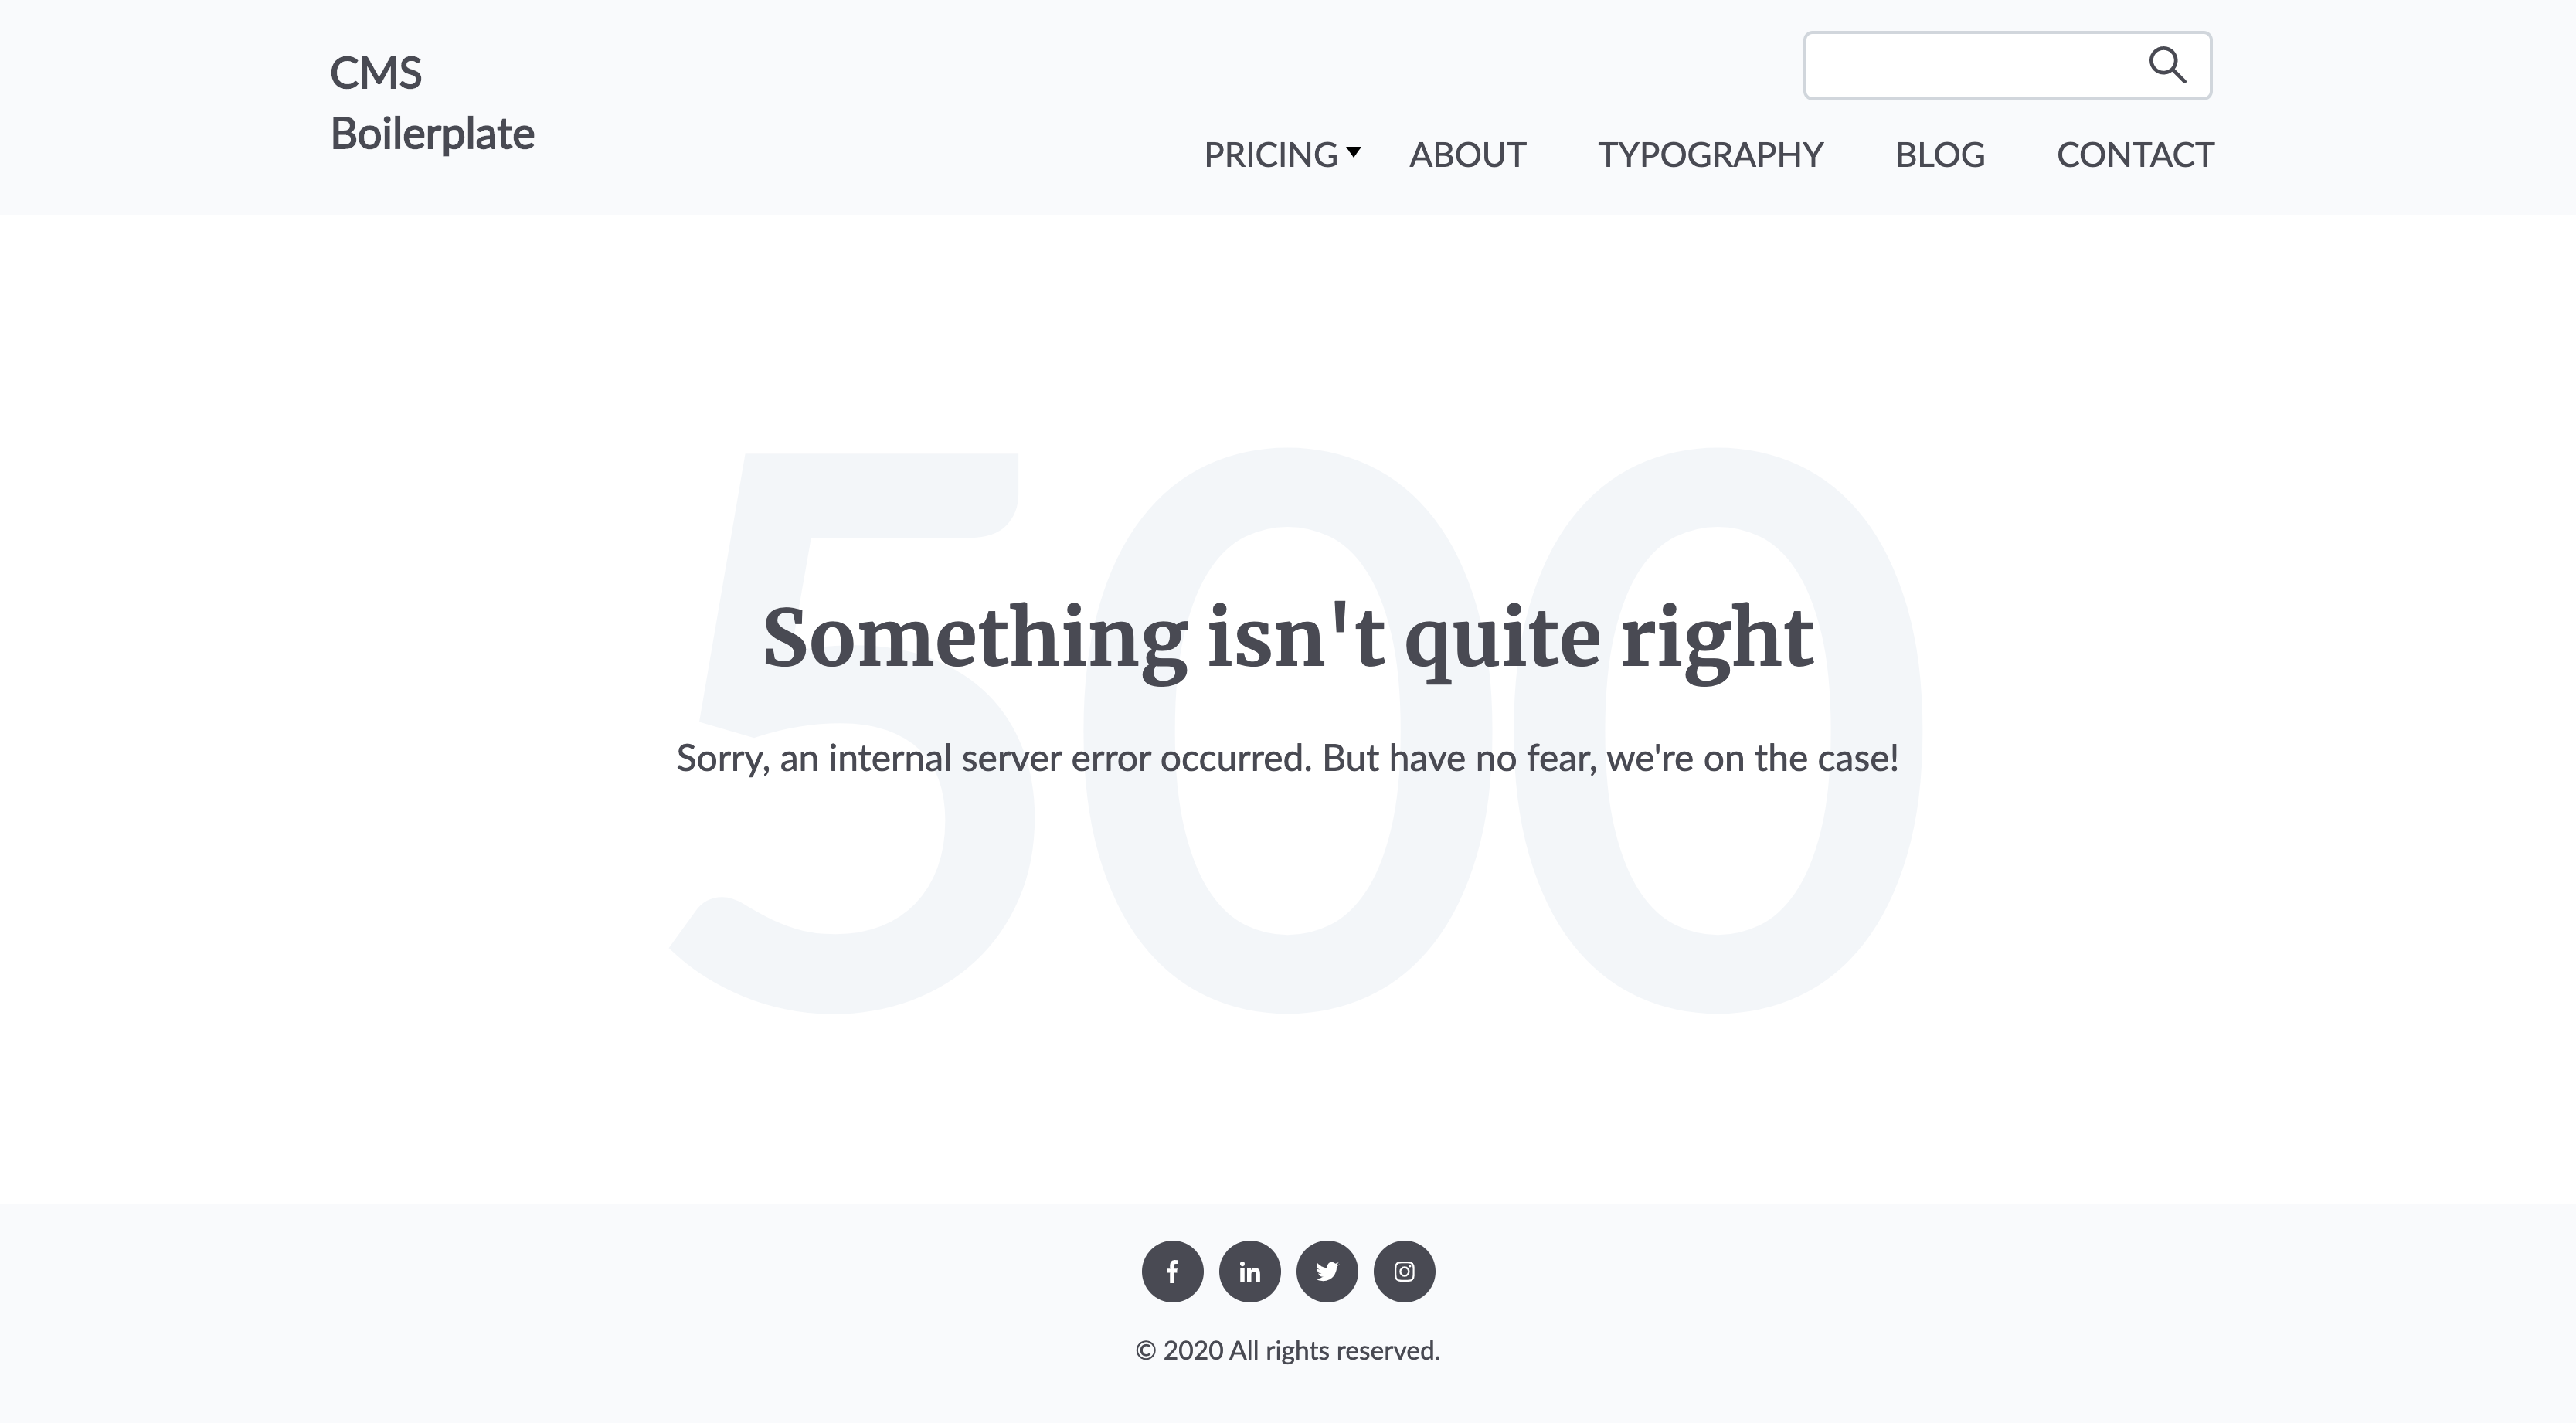 CMS
Boilerplate
PRICING ABOUT TYPOGRAPHY BLOG CONTACT
500
Something isn't quite right
Sorry, an internal server error occurred. But have no fear, we're on the case!
f in
© 2020 All rights reserved.